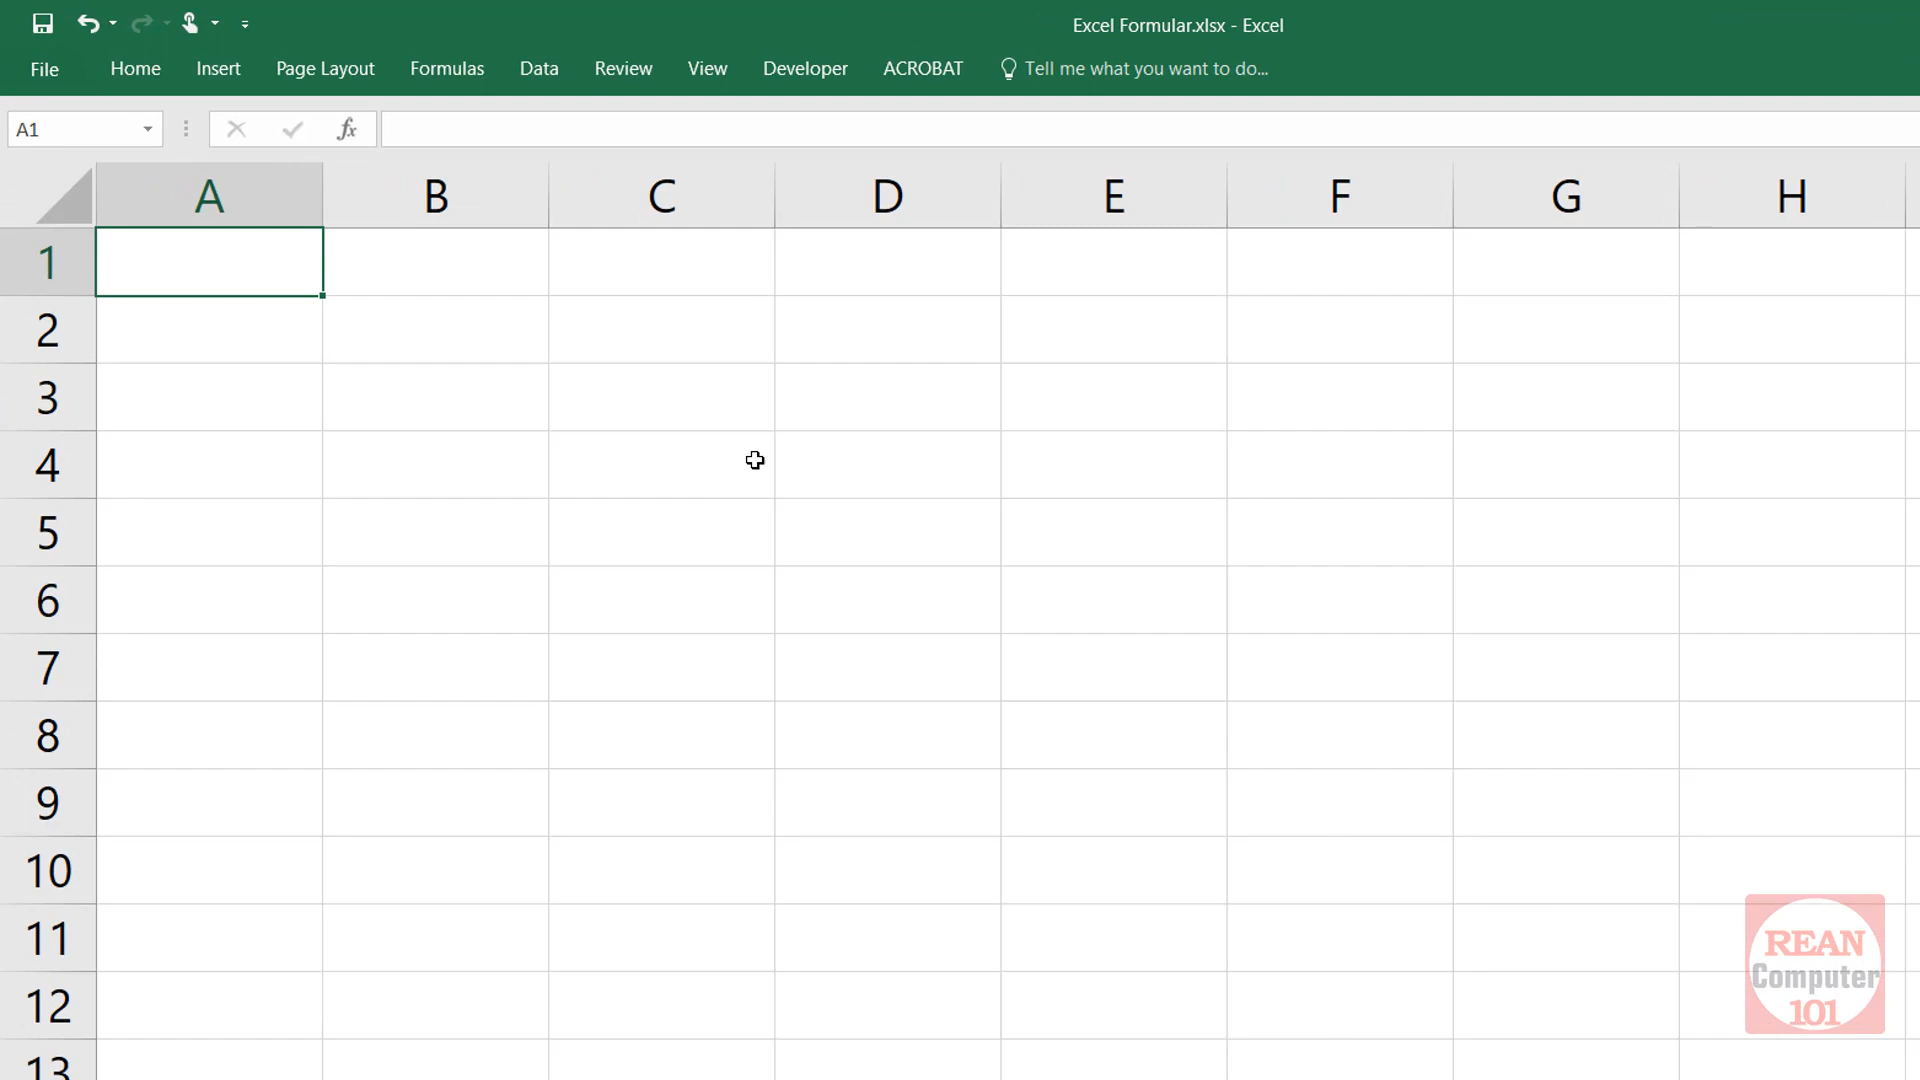 Excel Formular.xlsx - Excel
File Home Insert Page Layout Formulas Data Review View Developer ACROBAT Tell me what you want to do...
A1 fx
A B C D E F G H
1
2
3
4
5
6
7
8
9
10
11
12
13
REAN
Computer
101